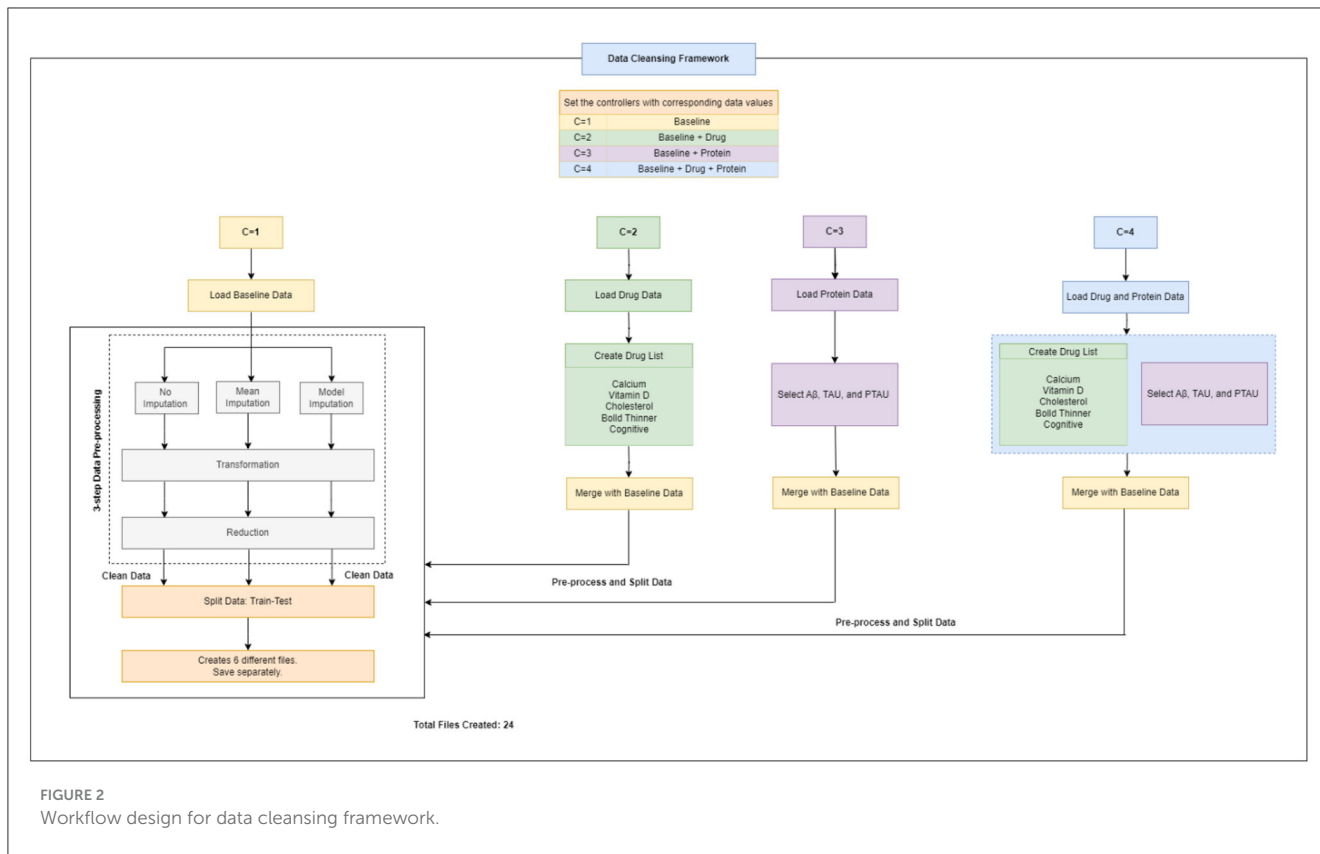 Data Cleansing Framework
Set the controllers with corresponding data values
C=1 Baseline
C=2 Baseline + Drug
C=3 Baseline + Protein
C=4 Baseline + Drug + Protein
C=1
C=2
C=3
C=4
Load Baseline Data
Load Drug Data
Load Protein Data
Load Drug and Protein Data
3-step Data Pre-processing
No
Imputation
Mean
Imputation
Model
Imputation
Transformation
Reduction
Clean Data
Clean Data
Split Data: Train-Test
Creates 6 different files.
Save separately.
Create Drug List
Calcium
Vitamin D
Cholesterol
Bolld Thinner
Cognitive
Select Aβ, TAU, and PTAU
Create Drug List
Calcium
Vitamin D
Cholesterol
Bolld Thinner
Cognitive
Select Aβ, TAU, and PTAU
Merge with Baseline Data
Merge with Baseline Data
Merge with Baseline Data
Pre-process and Split Data
Pre-process and Split Data
Total Files Created: 24
FIGURE 2
Workflow design for data cleansing framework.